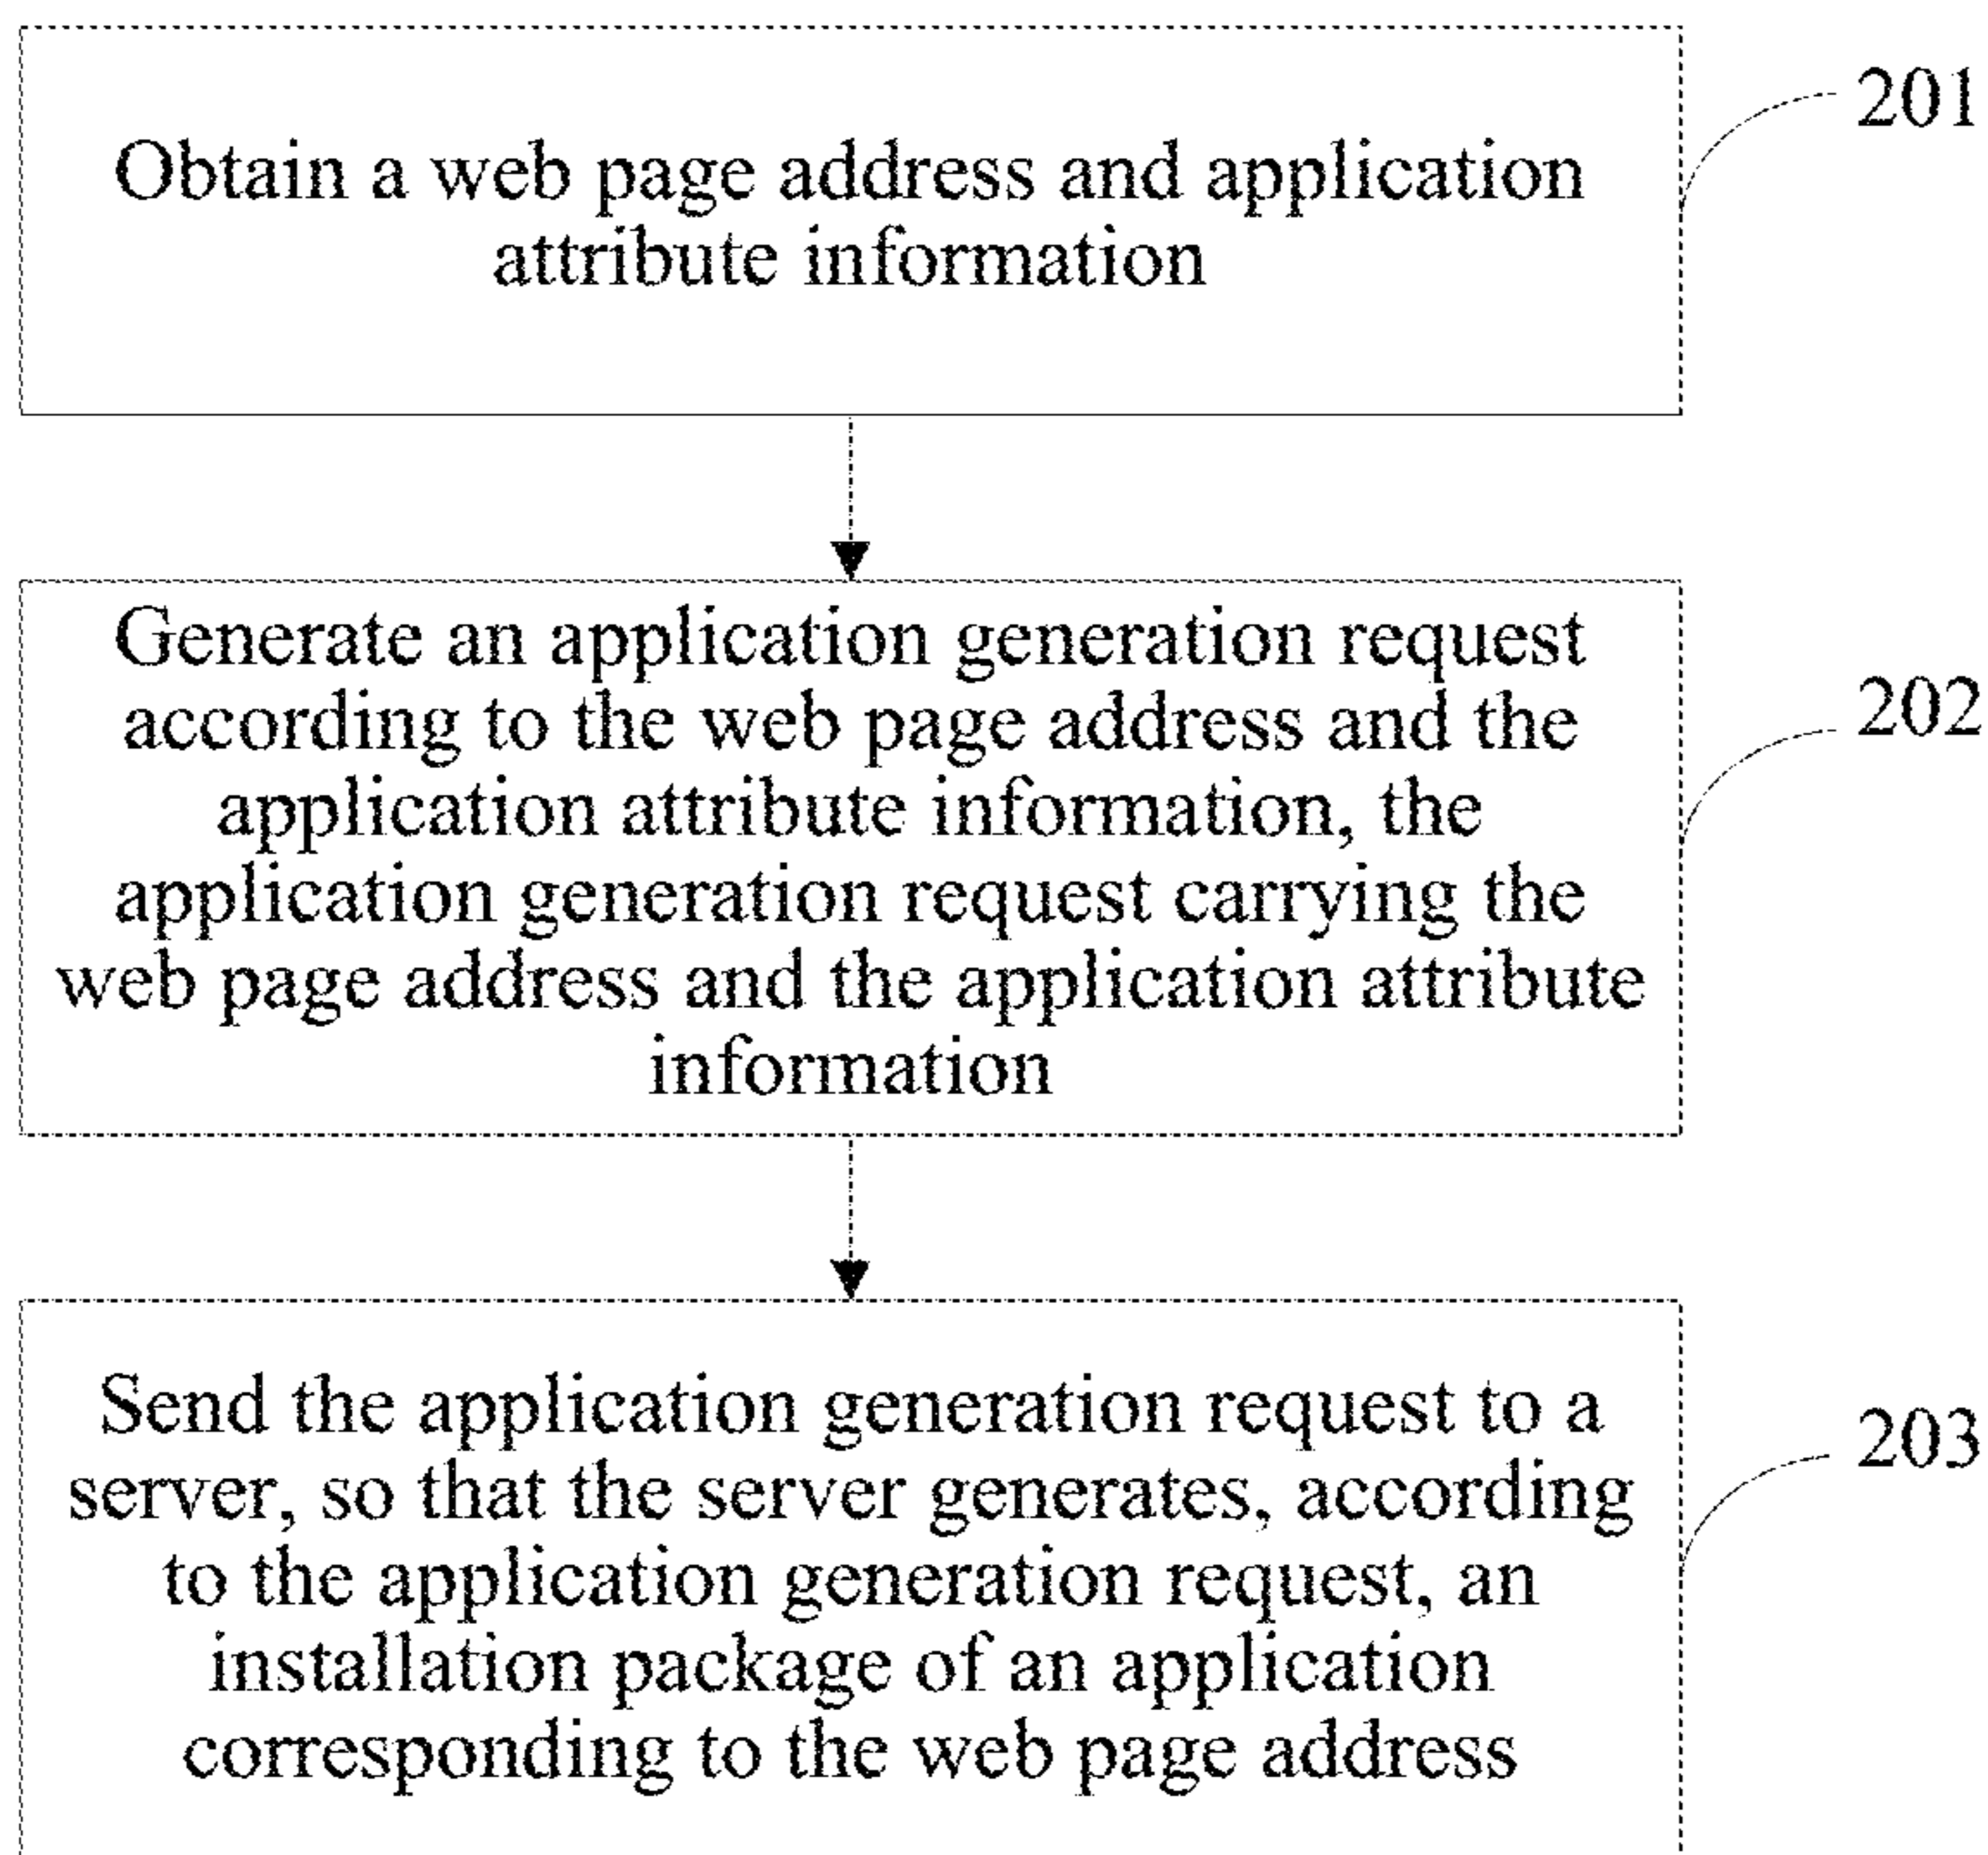 Obtain a web page address and application
attribute information
201
Generate an application generation request
according to the web page address and the
application attribute information, the
application generation request carrying the
web page address and the application attribute
information
202
Send the application generation request to a
server, so that the server generates, according
to the application generation request, an
installation package of an application
corresponding to the web page address
203